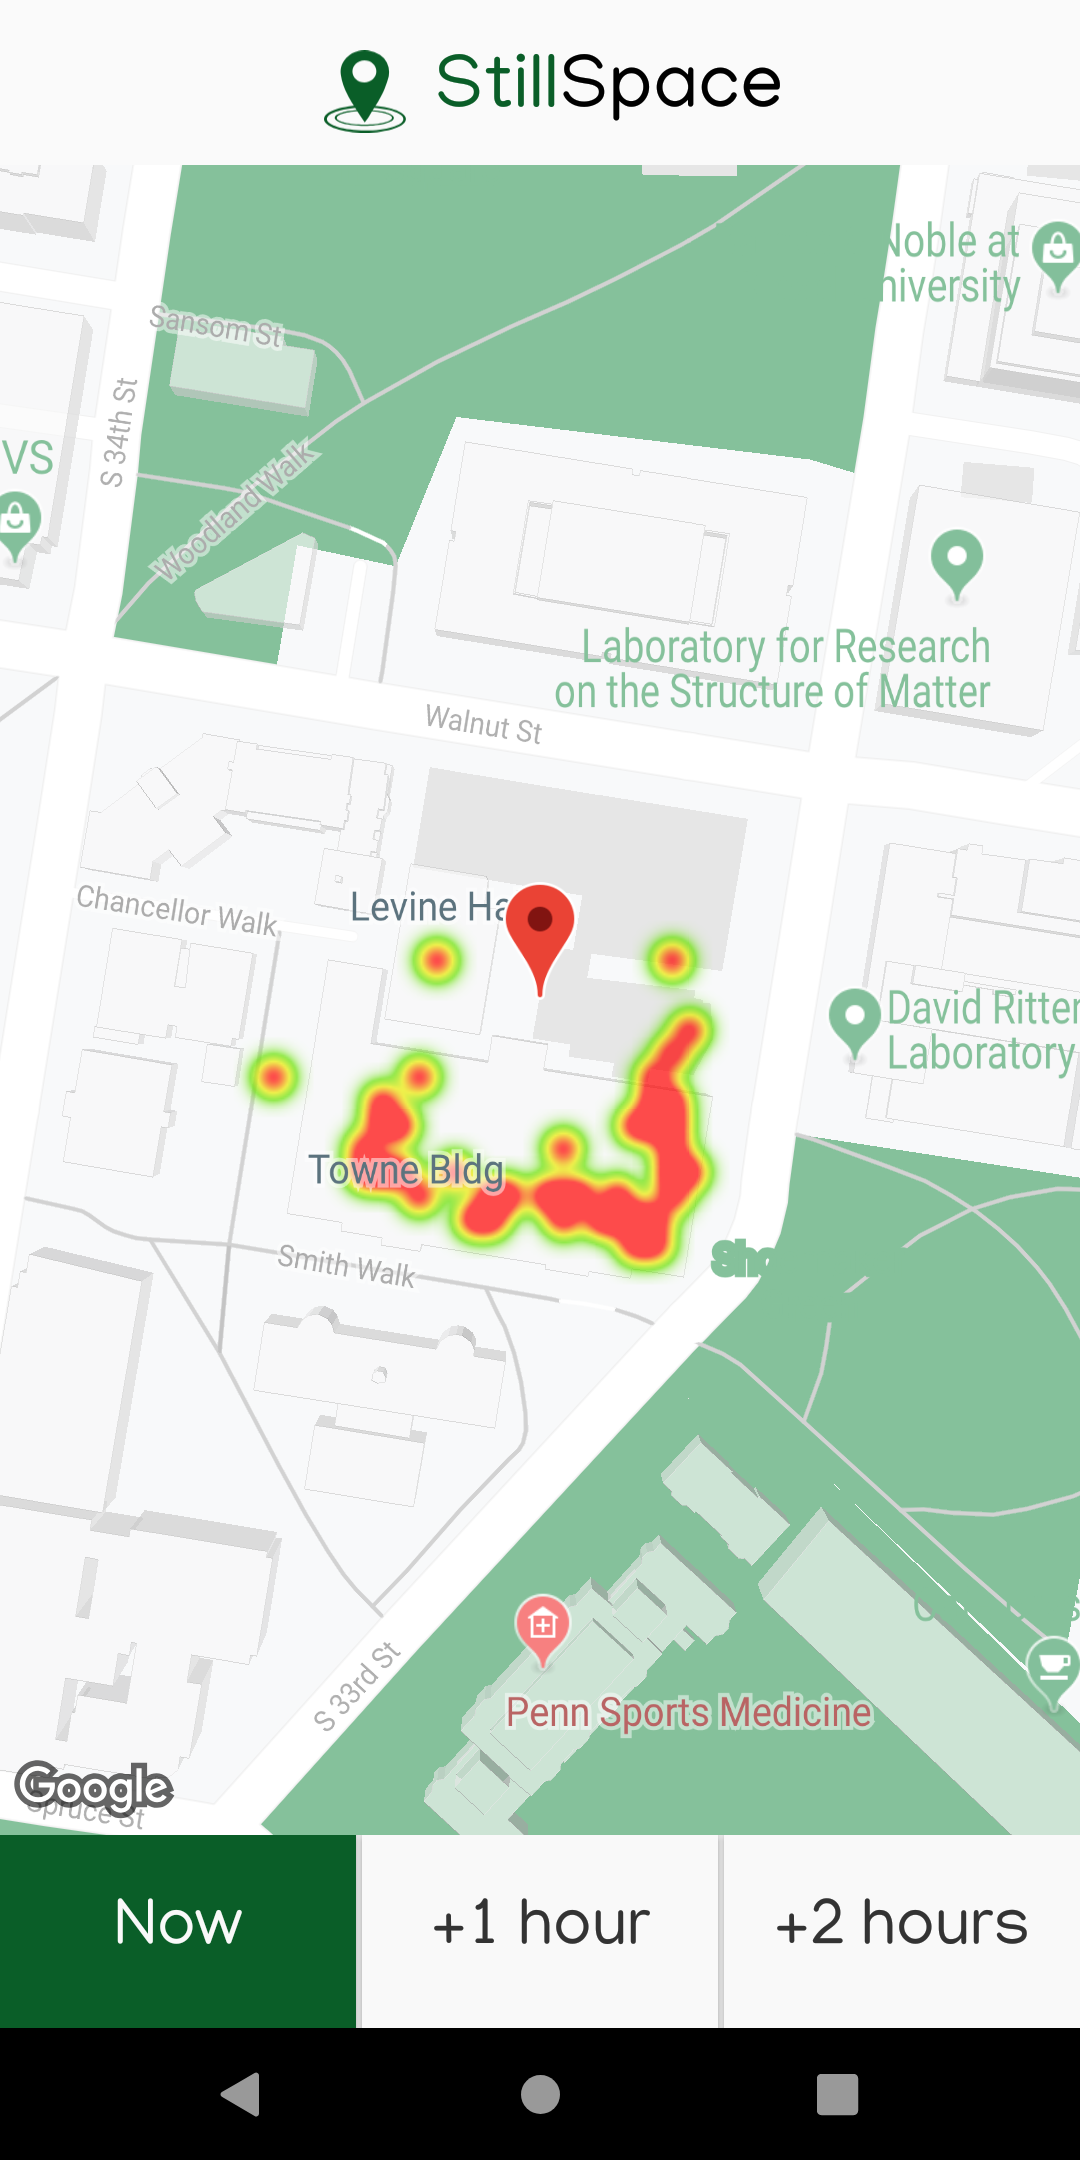 StillSpace
Noble at
niversity
Sansom St
S 34th St
VS
Woodland Walk
Laboratory for Research
on the Structure of Matter
Walnut St
Chancellor Walk
Levine Ha
David Ritter
Laboratory
Towne Bldg
Smith Walk
Sho
Penn Sports Medicine
S 33rd St
Google
Spruce St
Now
+1 hour
+2 hours